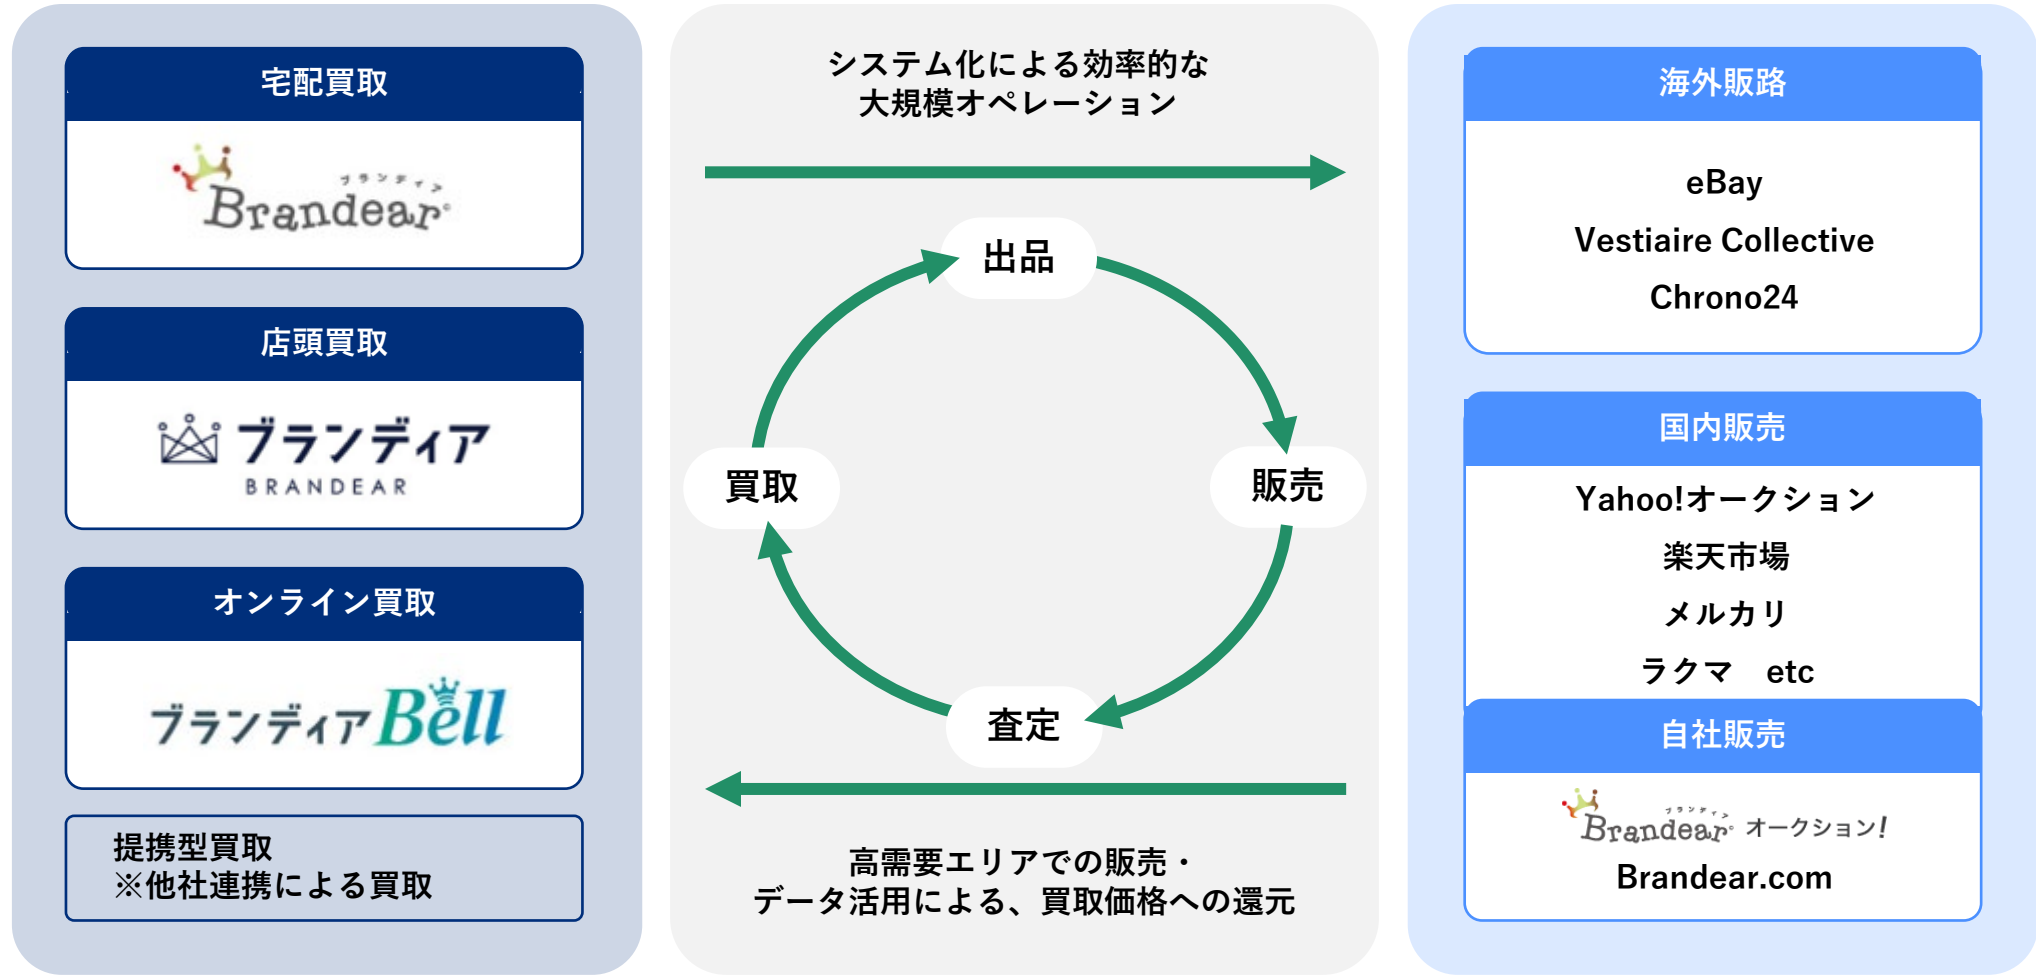 宅配買取
ブランディア
Brandear
店頭買取
ブランディア
BRANDEAR
オンライン買取
ブランディアBell
提携型買取
※他社連携による買取
システム化による効率的な
大規模オペレーション
出品
買取
販売
査定
高需要エリアでの販売・
データ活用による、買取価格への還元
海外販路
eBay
Vestiaire Collective
Chrono24
国内販売
Yahoo!オークション
楽天市場
メルカリ
ラクマ　etc
自社販売
ブランディア
Brandear オークション!
Brandear.com